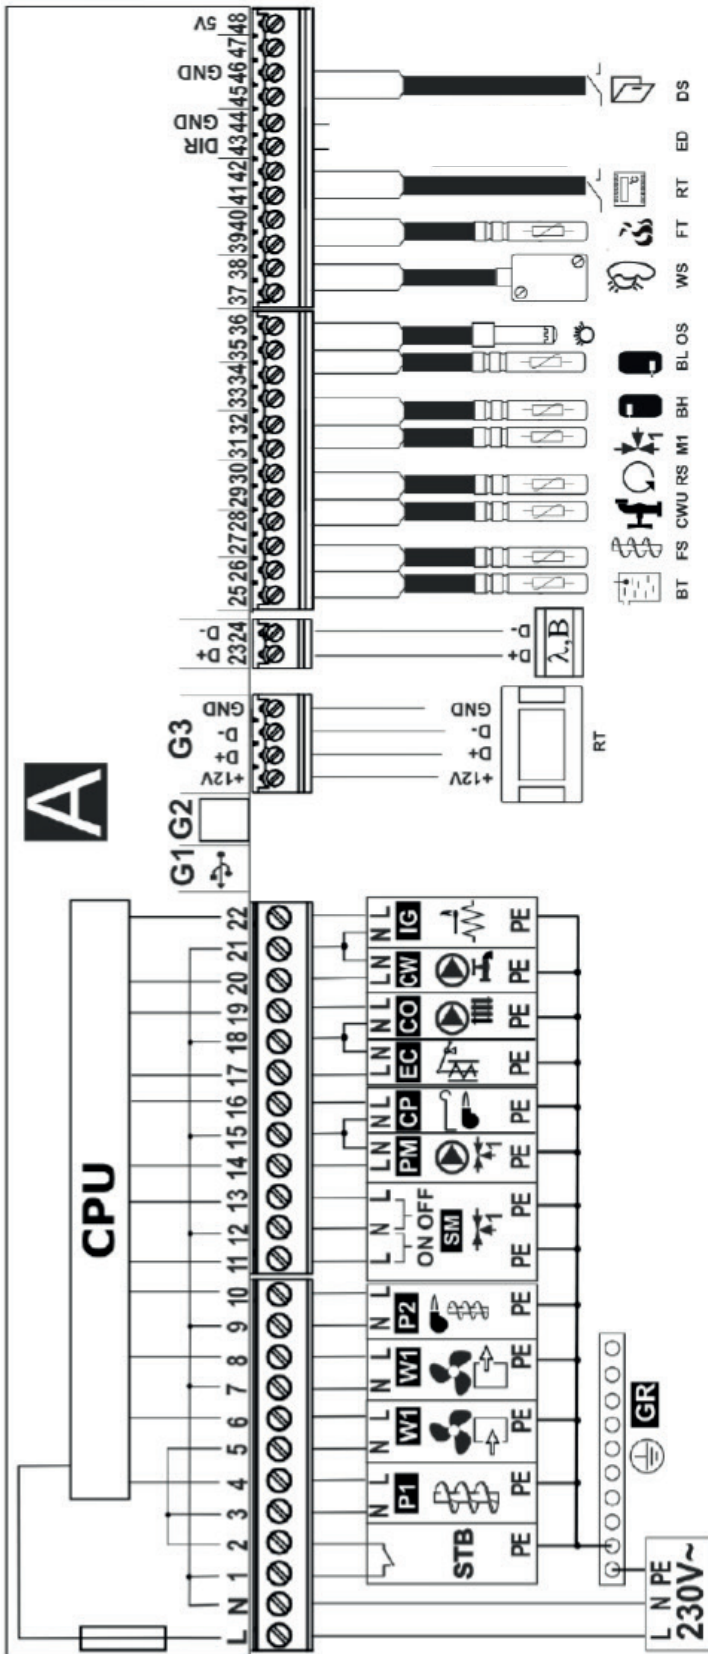 A
CPU
G1 G2 G3
+12V D+ D- GND
D+ D-
DIR GND GND 5V
L N 1 2 3 4 5 6 7 8 9 10 11 12 13 14 15 16 17 18 19 20 21 22
23 24 25 26 27 28 29 30 31 32 33 34 35 36 37 38 39 40 41 42 43 44 45 46 47 48
N L N L N L N L L N L L N N L L N N L L N N L
ON OFF
STB P1 W1 W1 P2 SM PM CP EC CO CW IG
1 1
PE PE PE PE PE PE PE PE PE PE PE PE PE
+12V D+ D- GND
RT
D+ D-
λ,B
BT FS CWU RS M1 BH BL OS WS FT RT ED DS
GR
L N PE
230V~